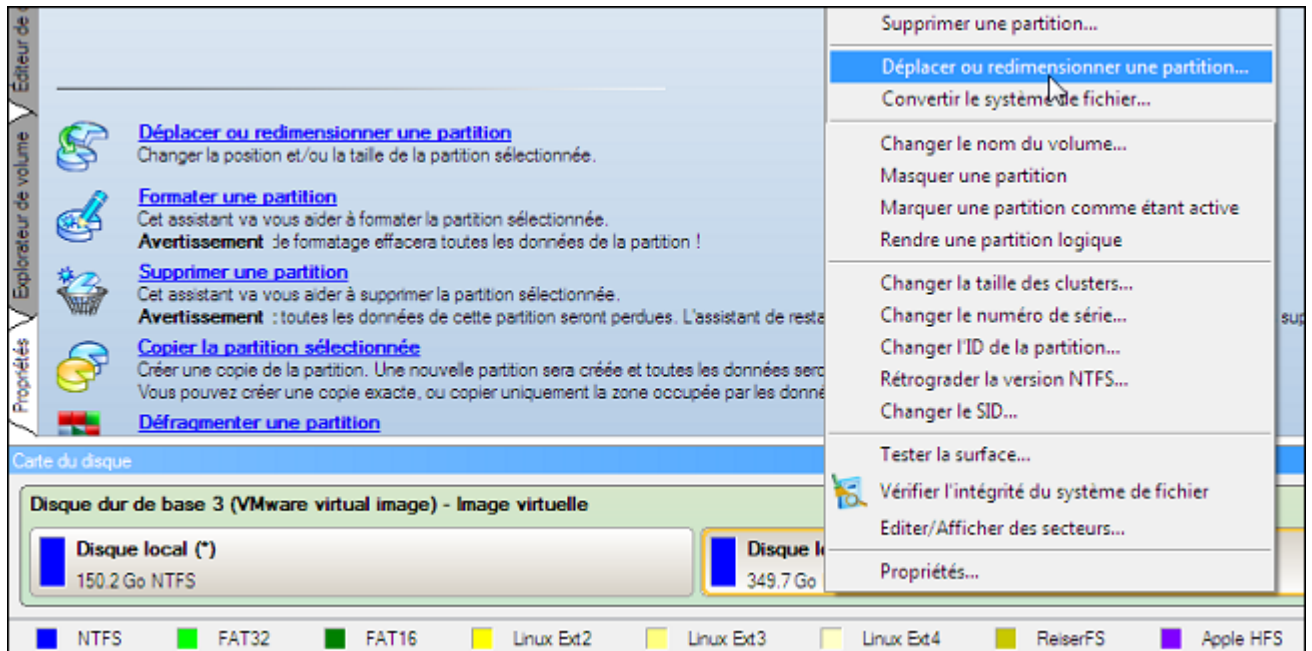 Editeur de
Explorateur de volume
Propriétés
Déplacer ou redimensionner une partition
Changer la position et/ou la taille de la partition sélectionnée.
Formater une partition
Cet assistant va vous aider à formater la partition sélectionnée.
Avertissement :le formatage effacera toutes les données de la partition !
Supprimer une partition
Cet assistant va vous aider à supprimer la partition sélectionnée.
Avertissement : toutes les données de cette partition seront perdues. L'assistant de resta
sup
Copier la partition sélectionnée
Créer une copie de la partition. Une nouvelle partition sera créée et toutes les données serc
Vous pouvez créer une copie exacte, ou copier uniquement la zone occupée par les donné
Défragmenter une partition
Supprimer une partition...
Déplacer ou redimensionner une partition...
Convertir le système de fichier...
Changer le nom du volume...
Masquer une partition
Marquer une partition comme étant active
Rendre une partition logique
Changer la taille des clusters...
Changer le numéro de série...
Changer l'ID de la partition...
Rétrograder la version NTFS...
Changer le SID...
Tester la surface...
Vérifier l'intégrité du système de fichier
Editer/Afficher des secteurs...
Propriétés...
Carte du disque
Disque dur de base 3 (VMware virtual image) - Image virtuelle
Disque local (*)
150.2 Go NTFS
Disque l
349.7 Go
NTFS FAT32 FAT16 Linux Ext2 Linux Ext3 Linux Ext4 ReiserFS Apple HFS